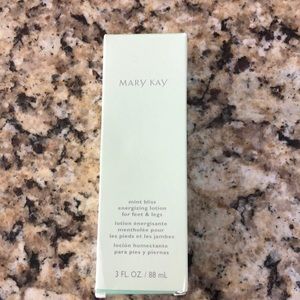 MARY KAY
mint bliss
energizing lotion
for feet & legs
lotion énergisante
mentholée pour
les pieds et les jambes
loción humectante
para pies y piernas
3 FL. OZ. / 88 mL